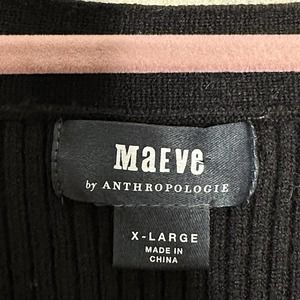 MaEVe
by ANTHROPOLOGIE
X-LARGE
MADE IN
CHINA